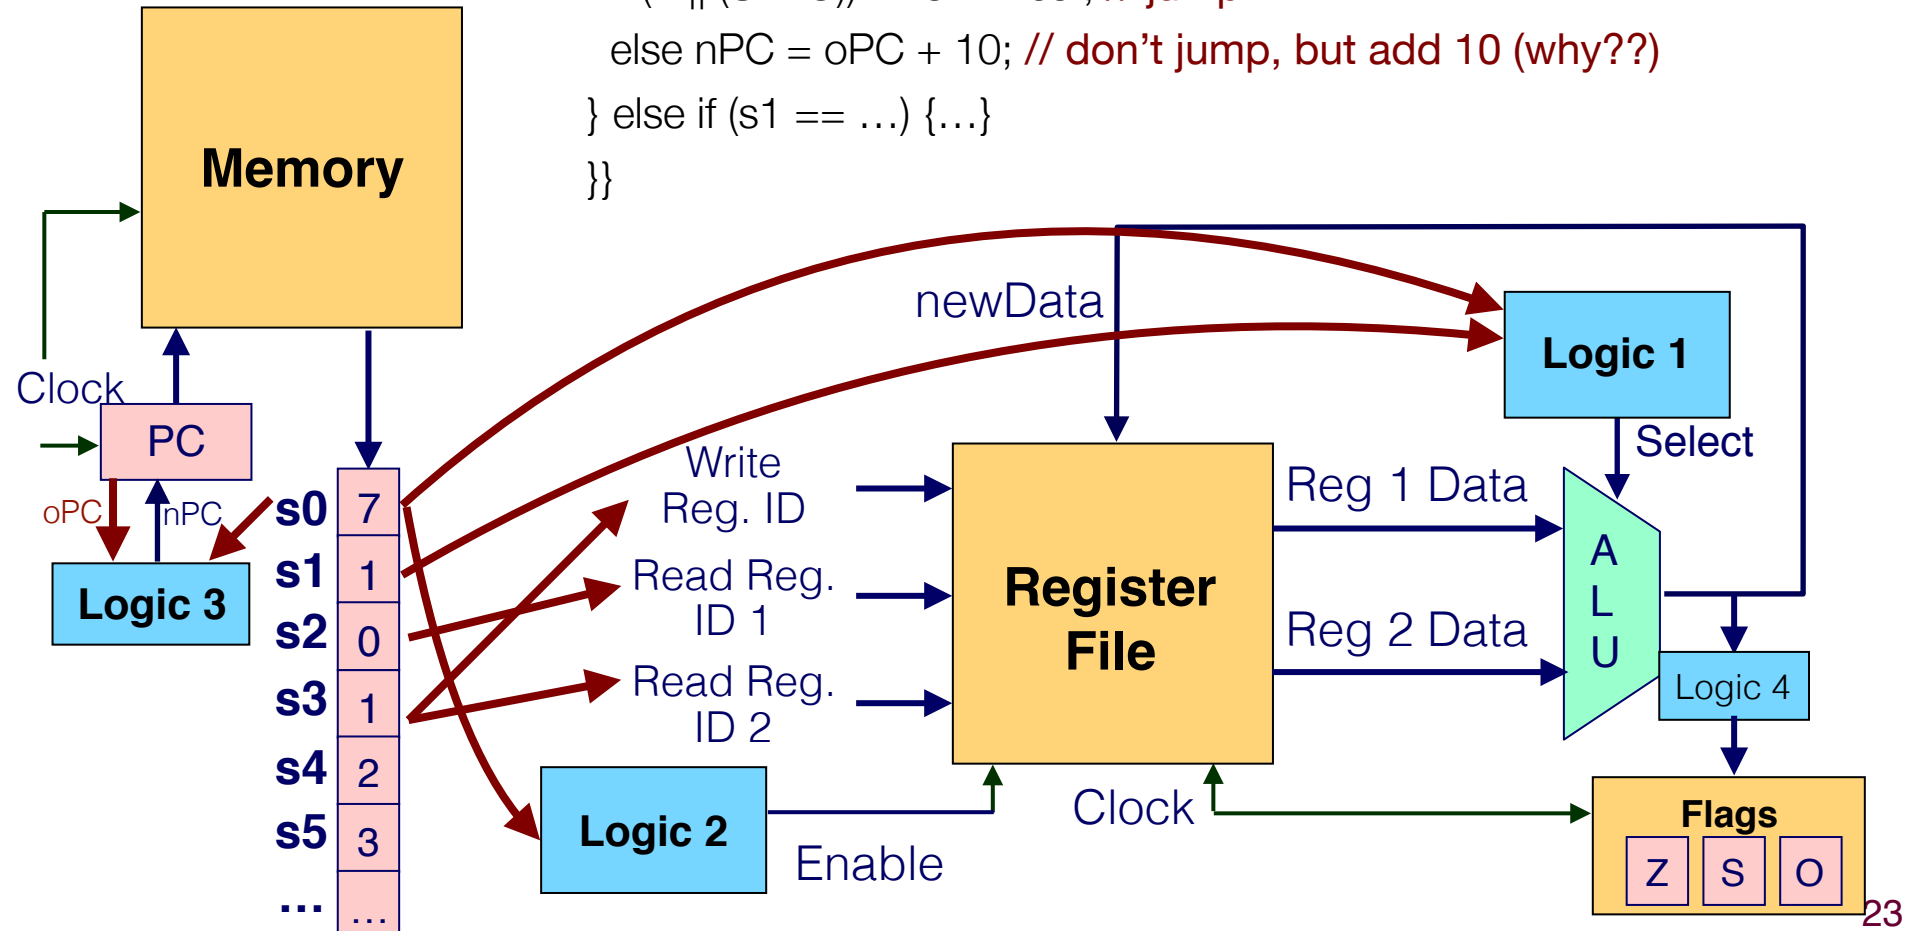 else nPC = oPC + 10; // don’t jump, but add 10 (why??)
} else if (s1 == …) {…}
}}
Memory
newData
Logic 1
Clock
PC
Select
oPC
nPC
Logic 3
s0 7
s1 1
s2 0
s3 1
s4 2
s5 3
... ...
Write
Reg. ID
Read Reg.
ID 1
Read Reg.
ID 2
Register
File
Reg 1 Data
Reg 2 Data
A
L
U
Logic 4
Logic 2
Enable
Clock
Flags
Z S O
23